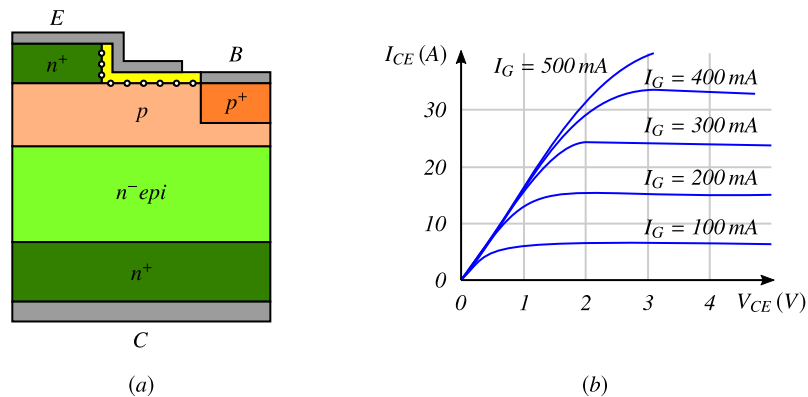 E
n+
B
p
p+
n−epi
n+
C
(a)
ICE (A)
IG = 500 mA
IG = 400 mA
30
IG = 300 mA
20
IG = 200 mA
10
IG = 100 mA
0
0 1 2 3 4 VCE (V)
(b)